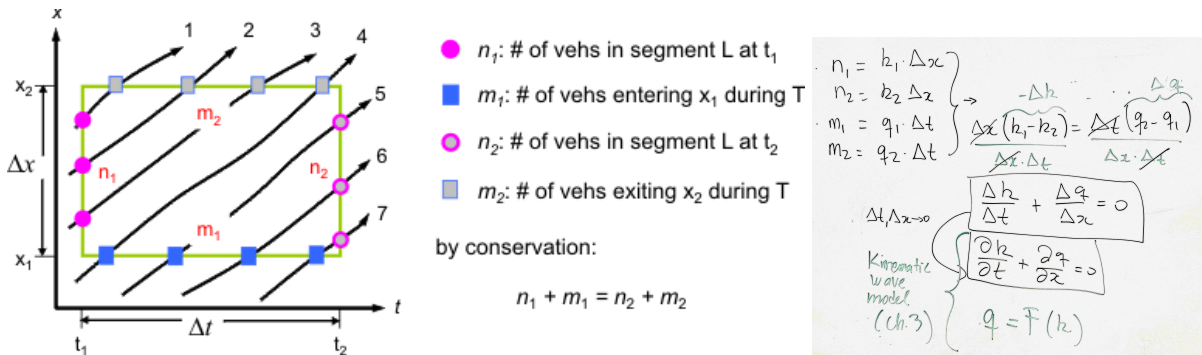 x
1
2
3
4
x₂
m₂
5
Δx
n₁
n₂
6
m₁
7
x₁
t
Δt
t₁
t₂
n₁: # of vehs in segment L at t₁
m₁: # of vehs entering x₁ during T
n₂: # of vehs in segment L at t₂
m₂: # of vehs exiting x₂ during T
by conservation:
n₁ + m₁ = n₂ + m₂
n₁ = k₁·Δx
n₂ = k₂ Δx
m₁ = q₁·Δt
m₂ = q₂·Δt
-Δk Δq
→ Δx(k₁-k₂) = Δt(q₂-q₁)
Δx·Δt Δx·Δt
Δk/Δt + Δq/Δx = 0
Δt,Δx→0
∂k/∂t + ∂q/∂x = 0
Kinematic
wave
model
(ch.3)
q = F(k)